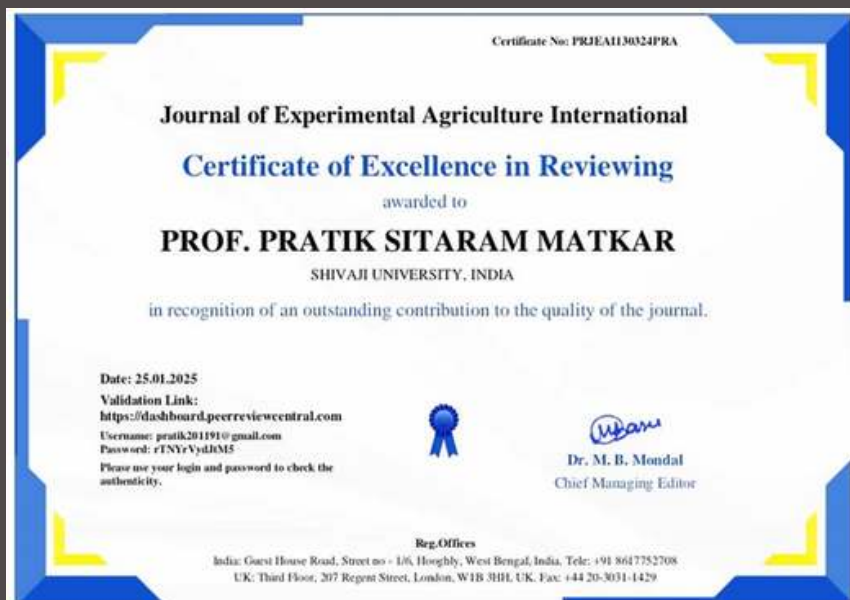 Certificate No: PRJEAI130324PRA
Journal of Experimental Agriculture International
Certificate of Excellence in Reviewing
awarded to
PROF. PRATIK SITARAM MATKAR
SHIVAJI UNIVERSITY, INDIA
in recognition of an outstanding contribution to the quality of the journal.
Date: 25.01.2025
Validation Link:
https://dashboard.peerreviewcentral.com
Username: pratik201191@gmail.com
Password:
Please use your login and password to check the
authenticity.
Dr. M. B. Mondal
Chief Managing Editor
Reg.Offices
India: Guest House Road, Street no - 1/6, Hooghly, West Bengal, India, Tele: +91 8617752708
UK: Third Floor, 207 Regent Street, London, W1B 3HH, UK, Fax: +44 20-3031-1429